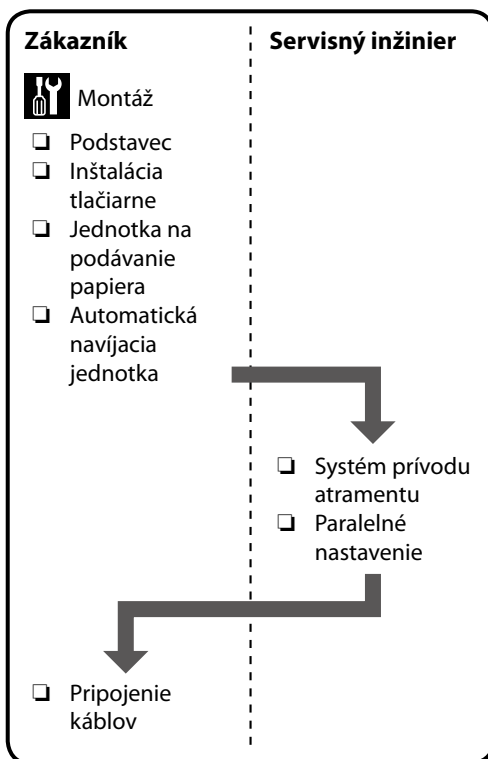 Zákazník
Servisný inžinier
Montáž
❏ Podstavec
❏ Inštalácia
tlačiarne
❏ Jednotka na
podávanie
papiera
❏ Automatická
navíjacia
jednotka
❏ Systém prívodu
atramentu
❏ Paralelné
nastavenie
❏ Pripojenie
káblov